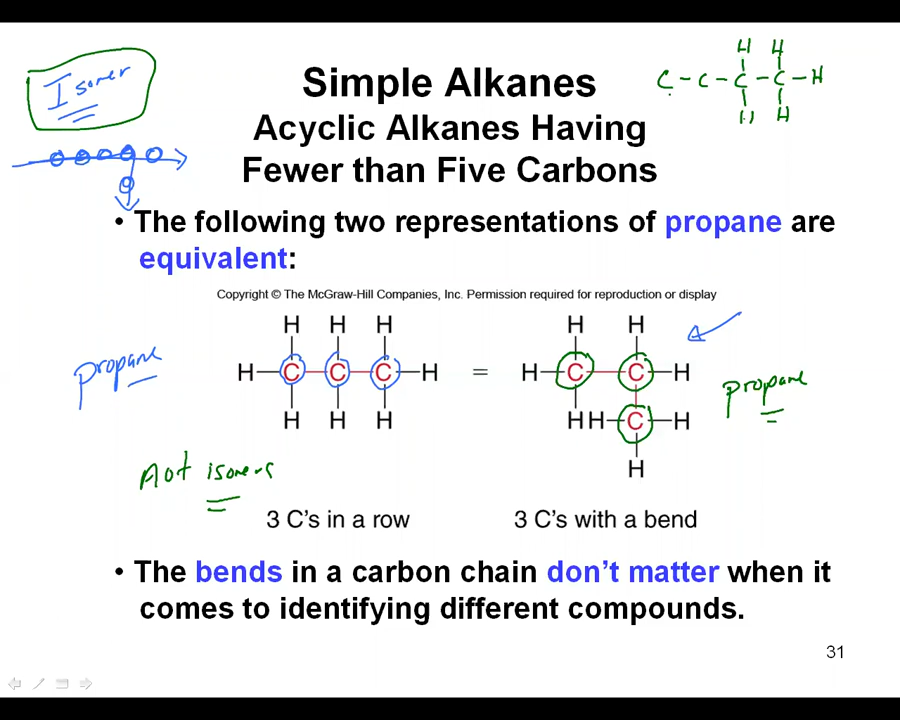 Isomer
H H
C - C - C - C - H
H H
Simple Alkanes
Acyclic Alkanes Having
Fewer than Five Carbons
• The following two representations of propane are
equivalent:
Copyright © The McGraw-Hill Companies, Inc. Permission required for reproduction or display
H H H H H
propane
H—C—C—C—H = H—C—C—H
propane
H H H H H—C—H
H
Not isomers
3 C's in a row 3 C's with a bend
• The bends in a carbon chain don't matter when it
comes to identifying different compounds.
31